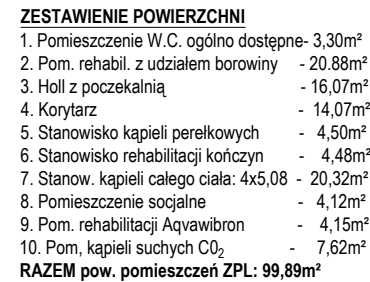 ZESTAWIENIE POWIERZCHNI
1. Pomieszczenie W.C. ogólno dostępne- 3,30m²
2. Pom. rehabil. z udziałem borowiny - 20.88m²
3. Holl z poczekalnią - 16,07m²
4. Korytarz - 14,07m²
5. Stanowisko kąpieli perełkowych - 4,50m²
6. Stanowisko rehabilitacji kończyn - 4,48m²
7. Stanow. kąpieli całego ciała: 4x5,08 - 20,32m²
8. Pomieszczenie socjalne - 4,12m²
9. Pom. rehabilitacji Aqvawibron - 4,15m²
10. Pom, kąpieli suchych C0₂ - 7,62m²
RAZEM pow. pomieszczeń ZPL: 99,89m²